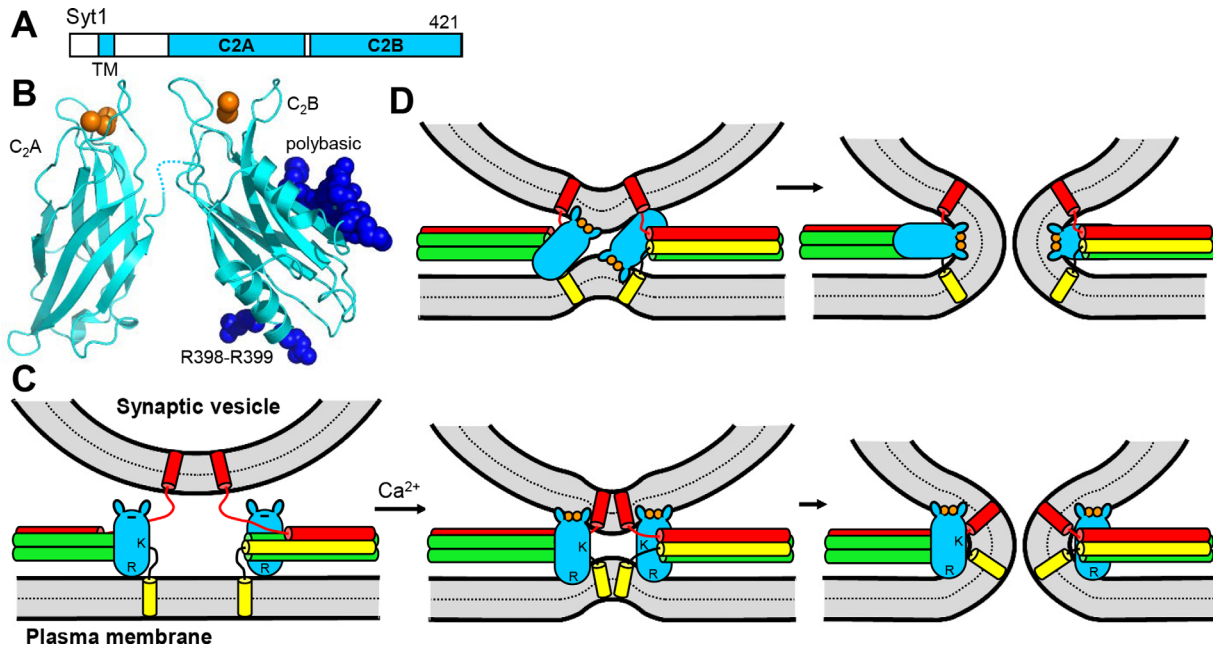 A
Syt1
421
C2A
C2B
TM
B
C₂A
C₂B
polybasic
R398-R399
C
Synaptic vesicle
K
R
R
Plasma membrane
Ca²⁺
K
R
K
R
K
R
R
D